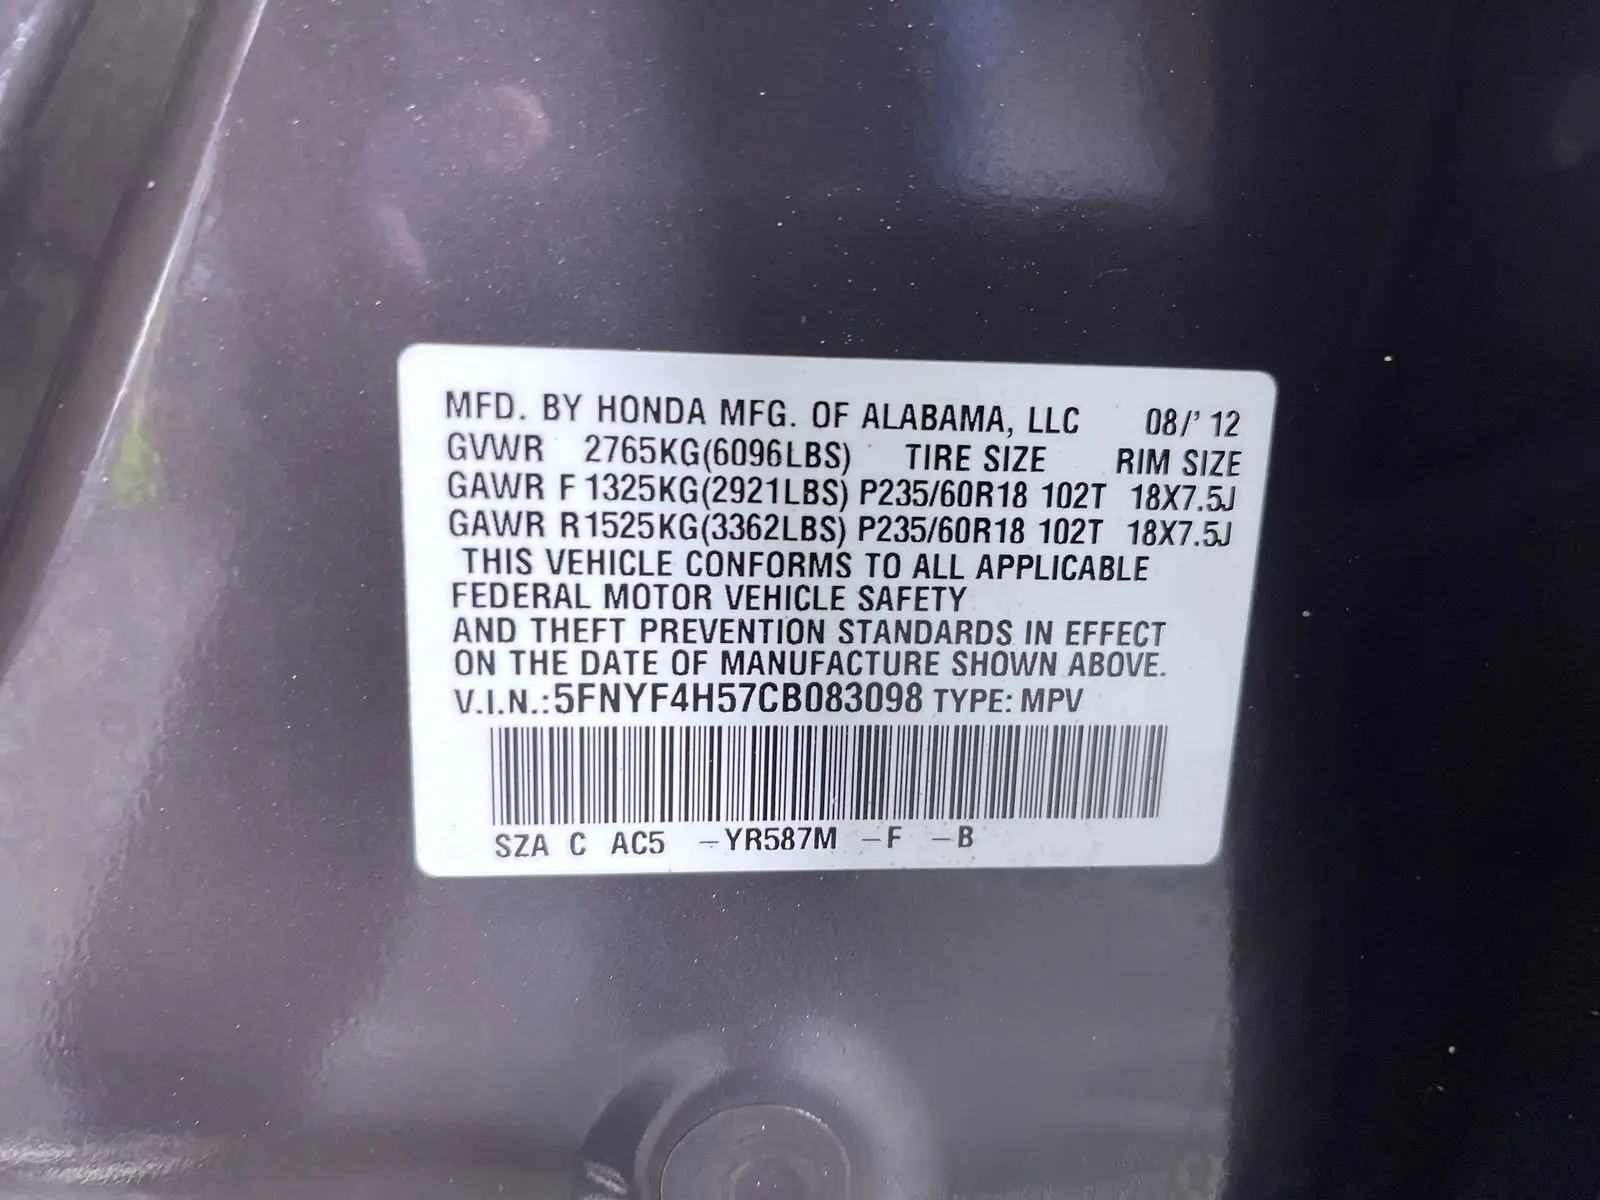 MFD. BY HONDA MFG. OF ALABAMA, LLC 08/' 12
GVWR 2765KG(6096LBS) TIRE SIZE RIM SIZE
GAWR F 1325KG(2921LBS) P235/60R18 102T 18X7.5J
GAWR R1525KG(3362LBS) P235/60R18 102T 18X7.5J
THIS VEHICLE CONFORMS TO ALL APPLICABLE
FEDERAL MOTOR VEHICLE SAFETY
AND THEFT PREVENTION STANDARDS IN EFFECT
ON THE DATE OF MANUFACTURE SHOWN ABOVE.
V.I.N.:5FNYF4H57CB083098 TYPE: MPV
SZA C AC5 –YR587M –F –B